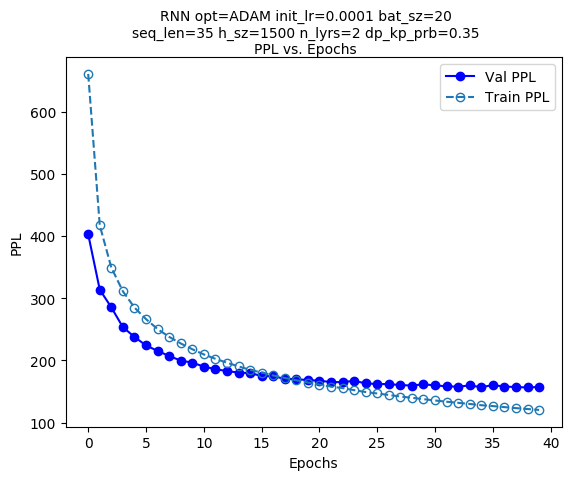 RNN opt=ADAM init_lr=0.0001 bat_sz=20
seq_len=35 h_sz=1500 n_lyrs=2 dp_kp_prb=0.35
PPL vs. Epochs
Val PPL
Train PPL
PPL
600
500
400
300
200
100
0 5 10 15 20 25 30 35 40
Epochs